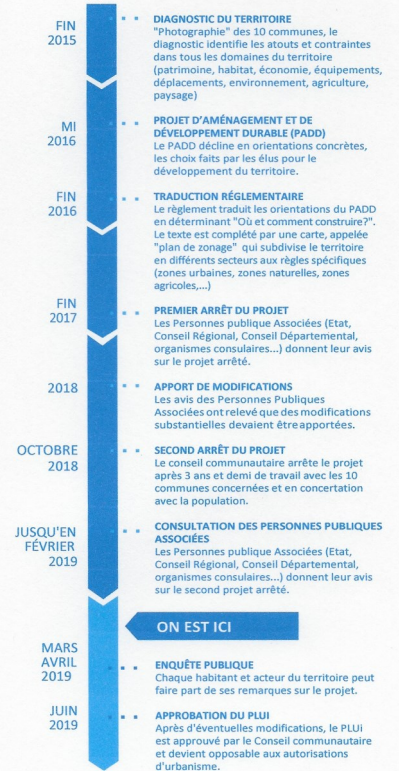 FIN
2015
DIAGNOSTIC DU TERRITOIRE
"Photographie" des 10 communes, le
diagnostic identifie les atouts et contraintes
dans tous les domaines du territoire
(patrimoine, habitat, économie, équipements,
déplacements, environnement, agriculture,
paysage)
MI
2016
PROJET D'AMÉNAGEMENT ET DE
DÉVELOPPEMENT DURABLE (PADD)
Le PADD décline en orientations concrètes,
les choix faits par les élus pour le
développement du territoire.
FIN
2016
TRADUCTION RÉGLEMENTAIRE
Le règlement traduit les orientations du PADD
en déterminant "Où et comment construire?".
Le texte est complété par une carte, appelée
"plan de zonage" qui subdivise le territoire
en différents secteurs aux règles spécifiques
(zones urbaines, zones naturelles, zones
agricoles,...)
FIN
2017
PREMIER ARRÊT DU PROJET
Les Personnes publique Associées (Etat,
Conseil Régional, Conseil Départemental,
organismes consulaires...) donnent leur avis
sur le projet arrêté.
2018
APPORT DE MODIFICATIONS
Les avis des Personnes Publiques
Associées ont relevé que des modifications
substantielles devaient être apportées.
OCTOBRE
2018
SECOND ARRÊT DU PROJET
Le conseil communautaire arrête le projet
après 3 ans et demi de travail avec les 10
communes concernées et en concertation
avec la population.
JUSQU'EN
FÉVRIER
2019
CONSULTATION DES PERSONNES PUBLIQUES
ASSOCIÉES
Les Personnes publique Associées (Etat,
Conseil Régional, Conseil Départemental,
organismes consulaires...) donnent leur avis
sur le second projet arrêté.
ON EST ICI
MARS
AVRIL
2019
ENQUÊTE PUBLIQUE
Chaque habitant et acteur du territoire peut
faire part de ses remarques sur le projet.
JUIN
2019
APPROBATION DU PLUI
Après d'éventuelles modifications, le PLUi
est approuvé par le Conseil communautaire
et devient opposable aux autorisations
d'urbanisme.